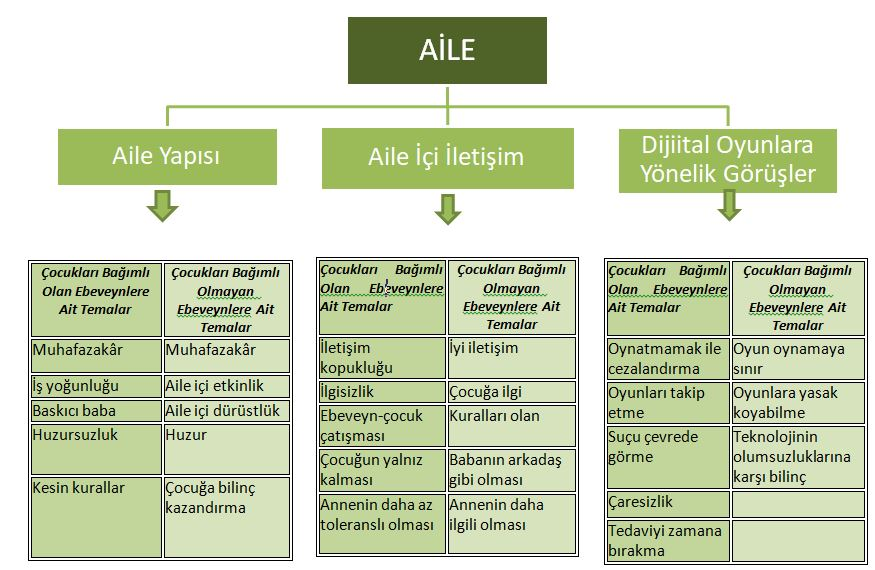 AİLE
Aile Yapısı
Aile İçi İletişim
Dijiital Oyunlara
Yönelik Görüşler
Çocukları Bağımlı
Olan Ebeveynlere
Ait Temalar
Çocukları Bağımlı
Olmayan
Ebeveynlere Ait
Temalar
Muhafazakâr
Muhafazakâr
İş yoğunluğu
Aile içi etkinlik
Baskıcı baba
Aile içi dürüstlük
Huzursuzluk
Huzur
Kesin kurallar
Çocuğa bilinç
kazandırma
Çocukları Bağımlı
Olan Ebeveynlere
Ait Temalar
Çocukları Bağımlı
Olmayan
Ebeveynlere Ait
Temalar
İletişim
kopukluğu
İyi iletişim
İlgisizlik
Çocuğa ilgi
Ebeveyn-çocuk
çatışması
Kuralları olan
Çocuğun yalnız
kalması
Babanın arkadaş
gibi olması
Annenin daha az
toleranslı olması
Annenin daha
ilgili olması
Çocukları Bağımlı
Olan Ebeveynlere
Ait Temalar
Çocukları Bağımlı
Olmayan
Ebeveynlere Ait
Temalar
Oynatmamak ile
cezalandırma
Oyun oynamaya
sınır
Oyunları takip
etme
Oyunlara yasak
koyabilme
Suçu çevrede
görme
Teknolojinin
olumsuzluklarına
karşı bilinç
Çaresizlik
Tedaviyi zamana
bırakma